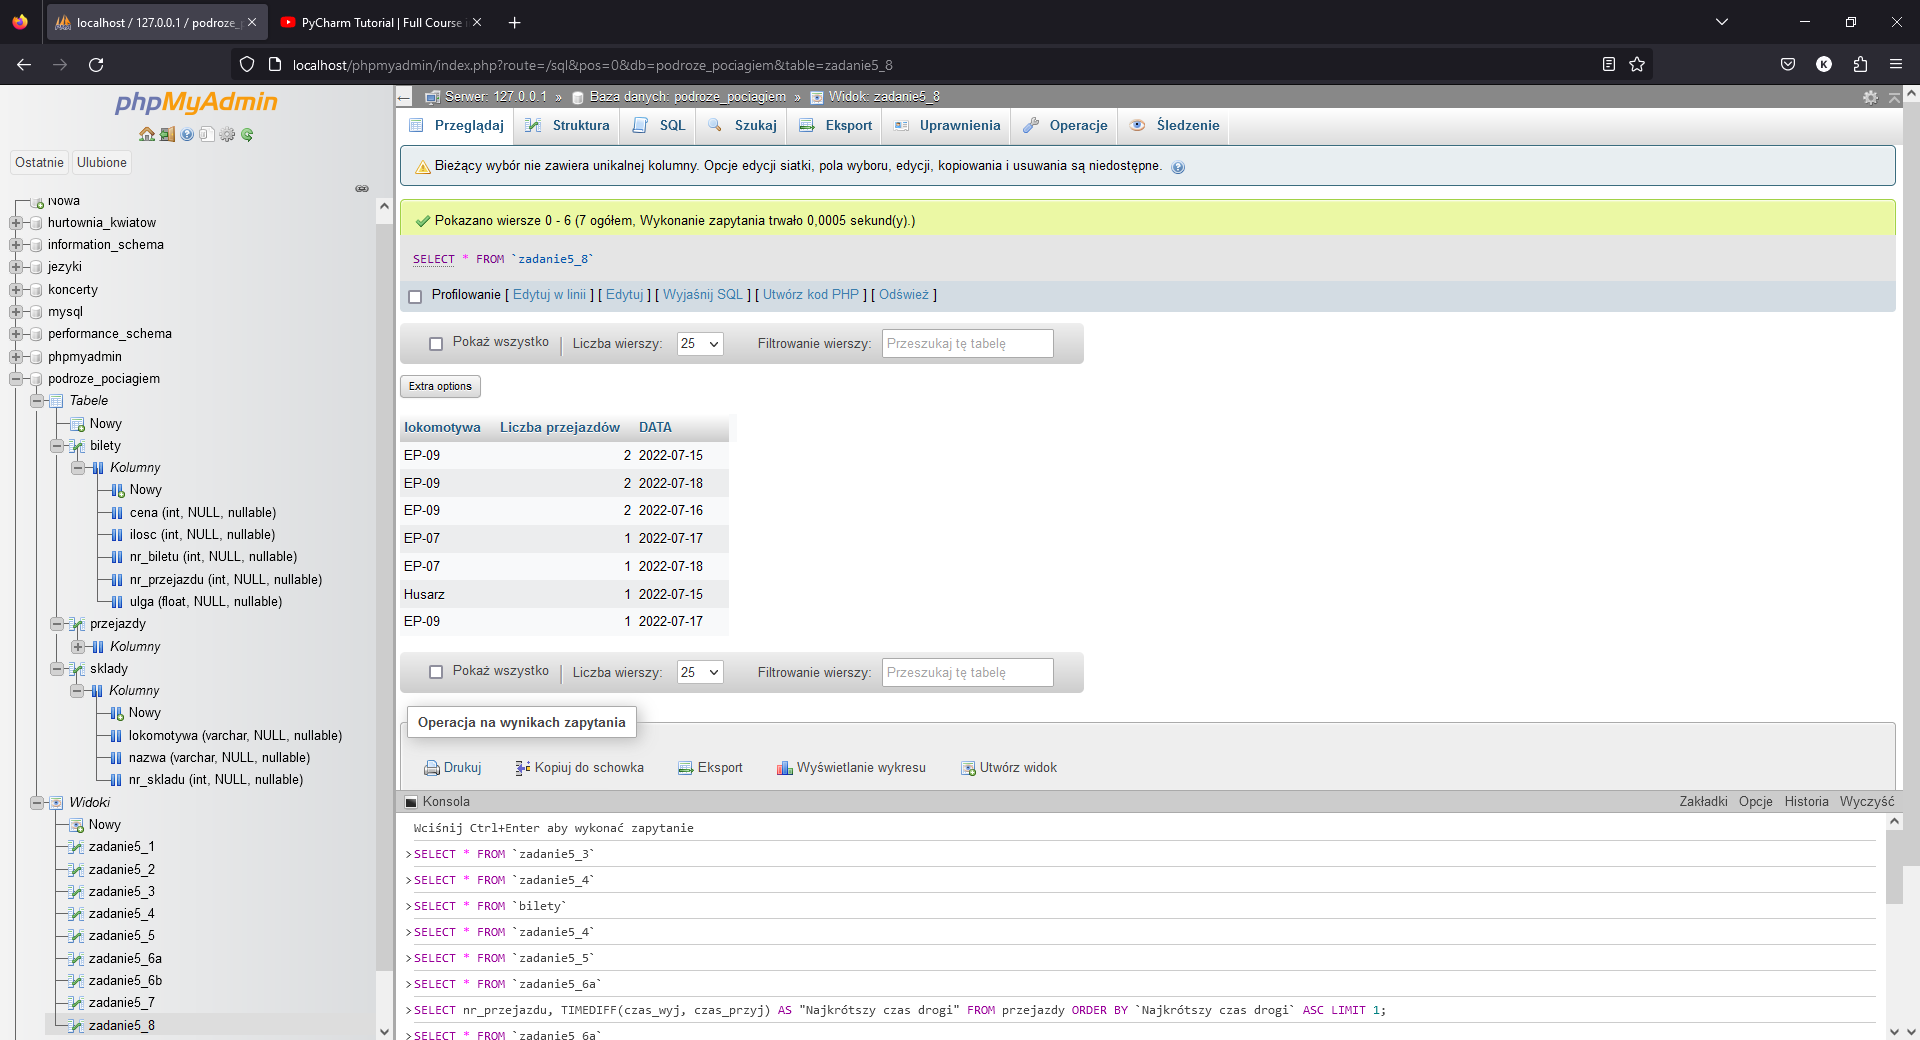 localhost / 127.0.0.1 / podroze_
PyCharm Tutorial | Full Course
localhost/phpmyadmin/index.php?route=/sql&pos=0&db=podroze_pociagiem&table=zadanie5_8
K
phpMyAdmin
Ostatnie
Ulubione
Nowa
hurtownia_kwiatow
information_schema
jezyki
koncerty
mysql
performance_schema
phpmyadmin
podroze_pociagiem
Tabele
Nowy
bilety
Kolumny
Nowy
cena (int, NULL, nullable)
ilosc (int, NULL, nullable)
nr_biletu (int, NULL, nullable)
nr_przejazdu (int, NULL, nullable)
ulga (float, NULL, nullable)
przejazdy
Kolumny
sklady
Kolumny
Nowy
lokomotywa (varchar, NULL, nullable)
nazwa (varchar, NULL, nullable)
nr_skladu (int, NULL, nullable)
Widoki
Nowy
zadanie5_1
zadanie5_2
zadanie5_3
zadanie5_4
zadanie5_5
zadanie5_6a
zadanie5_6b
zadanie5_7
zadanie5_8
Serwer: 127.0.0.1 » Baza danych: podroze_pociagiem » Widok: zadanie5_8
Przeglądaj Struktura SQL Szukaj Eksport Uprawnienia Operacje Śledzenie
Bieżący wybór nie zawiera unikalnej kolumny. Opcje edycji siatki, pola wyboru, edycji, kopiowania i usuwania są niedostępne.
Pokazano wiersze 0 - 6 (7 ogółem, Wykonanie zapytania trwało 0,0005 sekund(y).)
SELECT * FROM `zadanie5_8`
Profilowanie [ Edytuj w linii ] [ Edytuj ] [ Wyjaśnij SQL ] [ Utwórz kod PHP ] [ Odśwież ]
Pokaż wszystko | Liczba wierszy: 25 Filtrowanie wierszy: Przeszukaj tę tabelę
Extra options
lokomotywa Liczba przejazdów DATA
EP-09 2 2022-07-15
EP-09 2 2022-07-18
EP-09 2 2022-07-16
EP-07 1 2022-07-17
EP-07 1 2022-07-18
Husarz 1 2022-07-15
EP-09 1 2022-07-17
Pokaż wszystko | Liczba wierszy: 25 Filtrowanie wierszy: Przeszukaj tę tabelę
Operacja na wynikach zapytania
Drukuj Kopiuj do schowka Eksport Wyświetlanie wykresu Utwórz widok
Konsola Zakładki Opcje Historia Wyczyść
Wciśnij Ctrl+Enter aby wykonać zapytanie
>SELECT * FROM `zadanie5_3`
>SELECT * FROM `zadanie5_4`
>SELECT * FROM `bilety`
>SELECT * FROM `zadanie5_4`
>SELECT * FROM `zadanie5_5`
>SELECT * FROM `zadanie5_6a`
>SELECT nr_przejazdu, TIMEDIFF(czas_wyj, czas_przyj) AS "Najkrótszy czas drogi" FROM przejazdy ORDER BY `Najkrótszy czas drogi` ASC LIMIT 1;
>SELECT * FROM `zadanie5_6a`